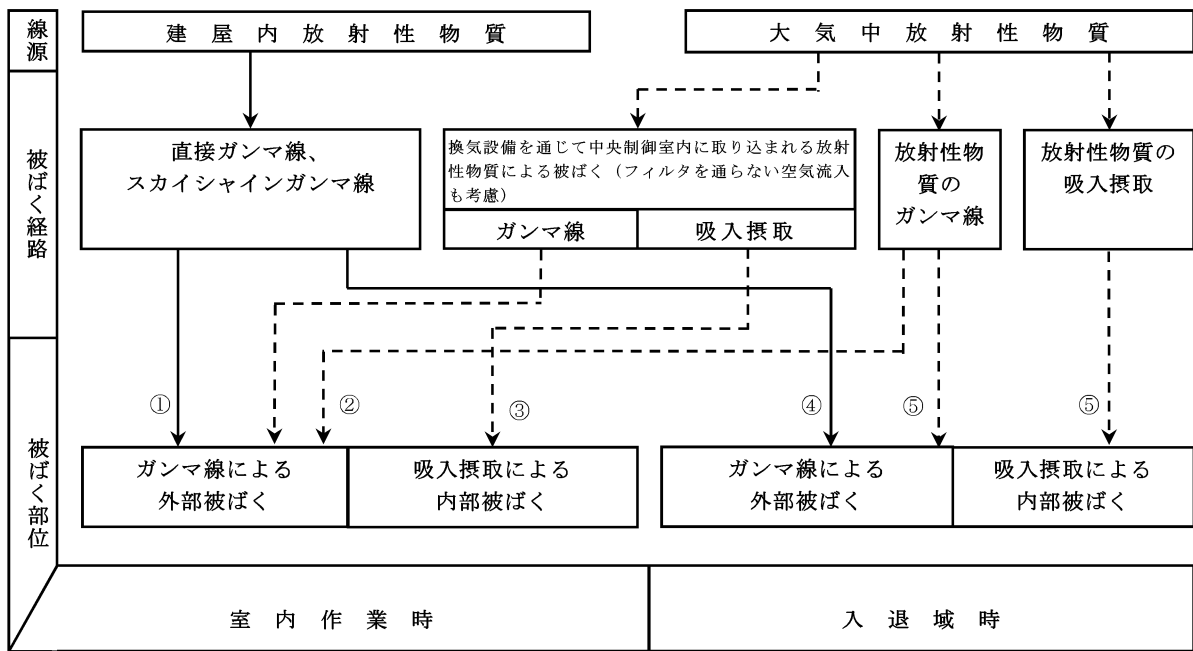 線源
建屋内放射性物質
大気中放射性物質
被ばく経路
直接ガンマ線、
スカイシャインガンマ線
換気設備を通じて中央制御室内に取り込まれる放射
性物質による被ばく（フィルタを通らない空気流入
も考慮）
ガンマ線
吸入摂取
放射性物
質の
ガンマ線
放射性物質の
吸入摂取
①
②
③
④
⑤
⑤
被ばく部位
ガンマ線による
外部被ばく
吸入摂取による
内部被ばく
ガンマ線による
外部被ばく
吸入摂取による
内部被ばく
室内作業時
入退域時